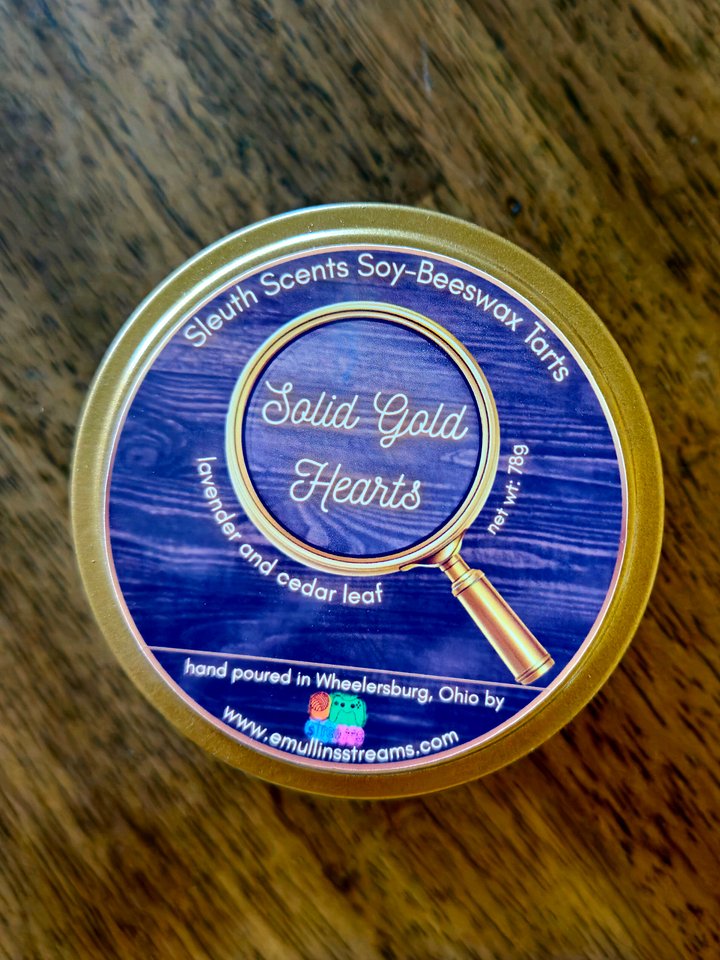 Sleuth Scents Soy-Beeswax Tarts
Solid Gold
Hearts
lavender and cedar leaf
net wt: 78g
hand poured in Wheelersburg, Ohio by
www.emullinsstreams.com